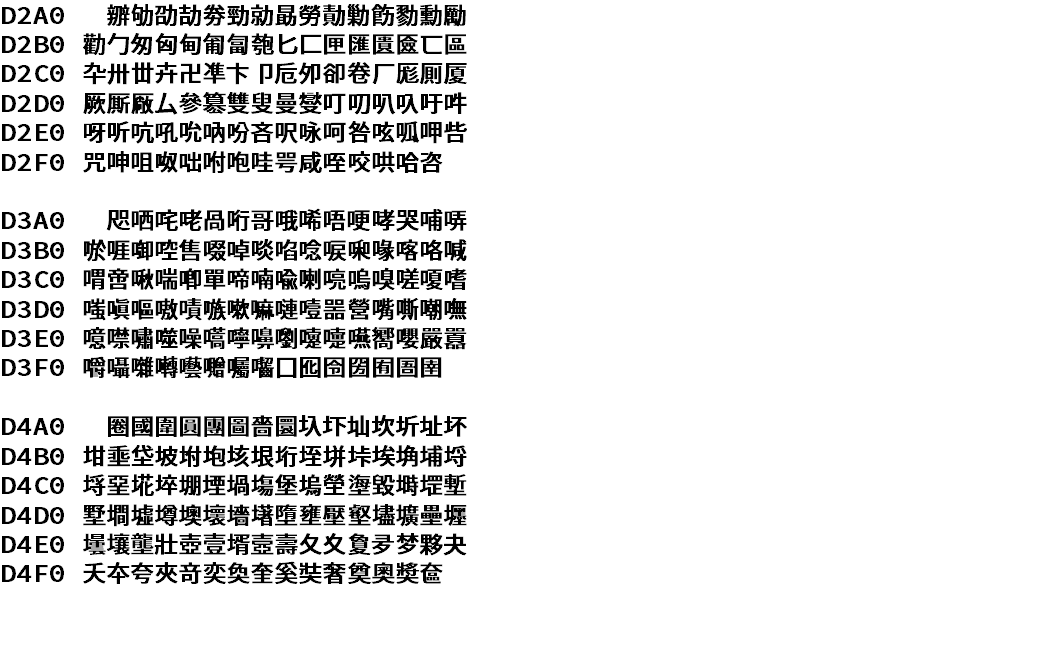 D2A0 辧劬劭劼劵勁勍勗勞勣勦飭勠勳勵
D2B0 勸勹匆匈甸匍匐匏匕匚匣匯匱匳匸區
D2C0 卆卅丗卉卍凖卞卩卮夘卻卷厂厖厠厦
D2D0 厥厮厰厶參簒雙叟曼燮叮叨叭叺吁吽
D2E0 呀听吭吼吮吶吩吝呎咏呵咎呟呱呷呰
D2F0 咒呻咀呶咄咐咆哇咢咸咥咬哄哈咨
D3A0 咫哂咤咾咼哘哥哦唏唔哽哮哭哺哢
D3B0 唹啀啣啌售啜啅啖啗唸唳啝喙喀咯喊
D3C0 喟啻啾喘喞單啼喃喩喇喨嗚嗅嗟嗄嗜
D3D0 嗤嗔嘔嗷嘖嗾嗽嘛嗹噎噐營嘴嘶嘲嘸
D3E0 噫噤嘯噬噪嚆嚀嚊嚠嚔嚏嚥嚮嚶嚴囂
D3F0 嚼囁囃囀囈囎囑囓囗囮囹圀囿圄圉
D4A0 圈國圍圓團圖嗇圜圦圷圸坎圻址坏
D4B0 坩埀垈坡坿垉垓垠垳垤垪垰埃埆埔埒
D4C0 埓堊埖埣堋堙堝塲堡塢塋塰毀塒堽塹
D4D0 墅墹墟墫墺壞墻墸墮壅壓壑壗壙壘壥
D4E0 壜壤壟壯壺壹壻壼壽夂夊夐夛梦夥夬
D4F0 夭夲夸夾竒奕奐奎奚奘奢奠奧奬奩